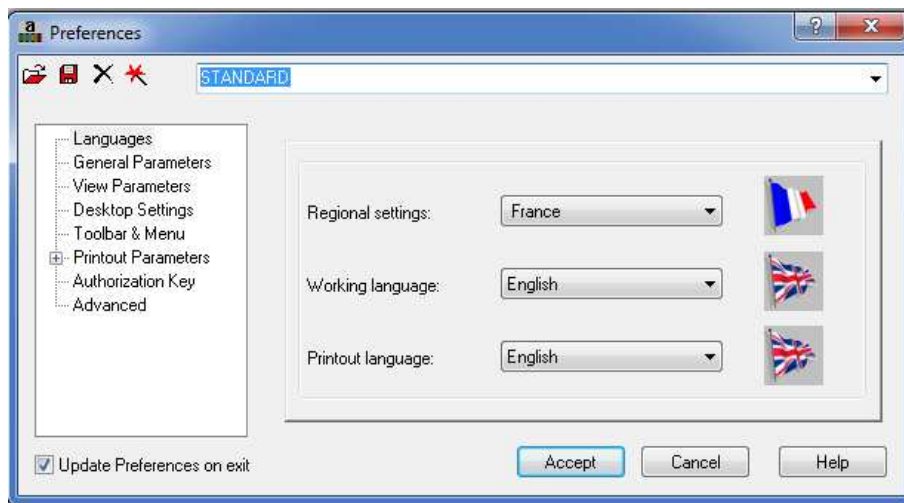 Preferences
STANDARD
Languages
General Parameters
View Parameters
Desktop Settings
Toolbar & Menu
Printout Parameters
Authorization Key
Advanced
Regional settings: France
Working language: English
Printout language: English
Update Preferences on exit
Accept Cancel Help